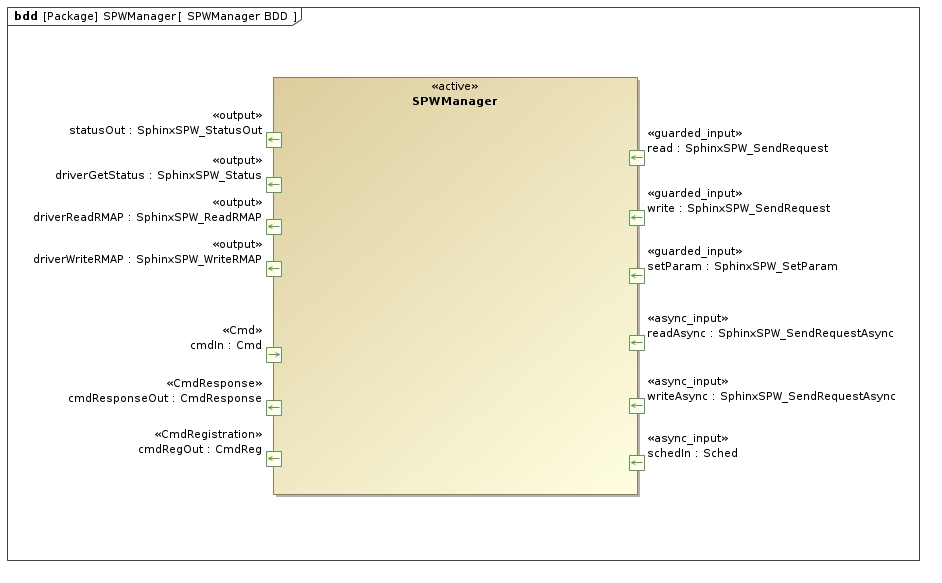 bdd [Package] SPWManager[ SPWManager BDD ]
«active»
SPWManager
«output»
statusOut : SphinxSPW_StatusOut
«output»
driverGetStatus : SphinxSPW_Status
«output»
driverReadRMAP : SphinxSPW_ReadRMAP
«output»
driverWriteRMAP : SphinxSPW_WriteRMAP
«Cmd»
cmdIn : Cmd
«CmdResponse»
cmdResponseOut : CmdResponse
«CmdRegistration»
cmdRegOut : CmdReg
«guarded_input»
read : SphinxSPW_SendRequest
«guarded_input»
write : SphinxSPW_SendRequest
«guarded_input»
setParam : SphinxSPW_SetParam
«async_input»
readAsync : SphinxSPW_SendRequestAsync
«async_input»
writeAsync : SphinxSPW_SendRequestAsync
«async_input»
schedIn : Sched